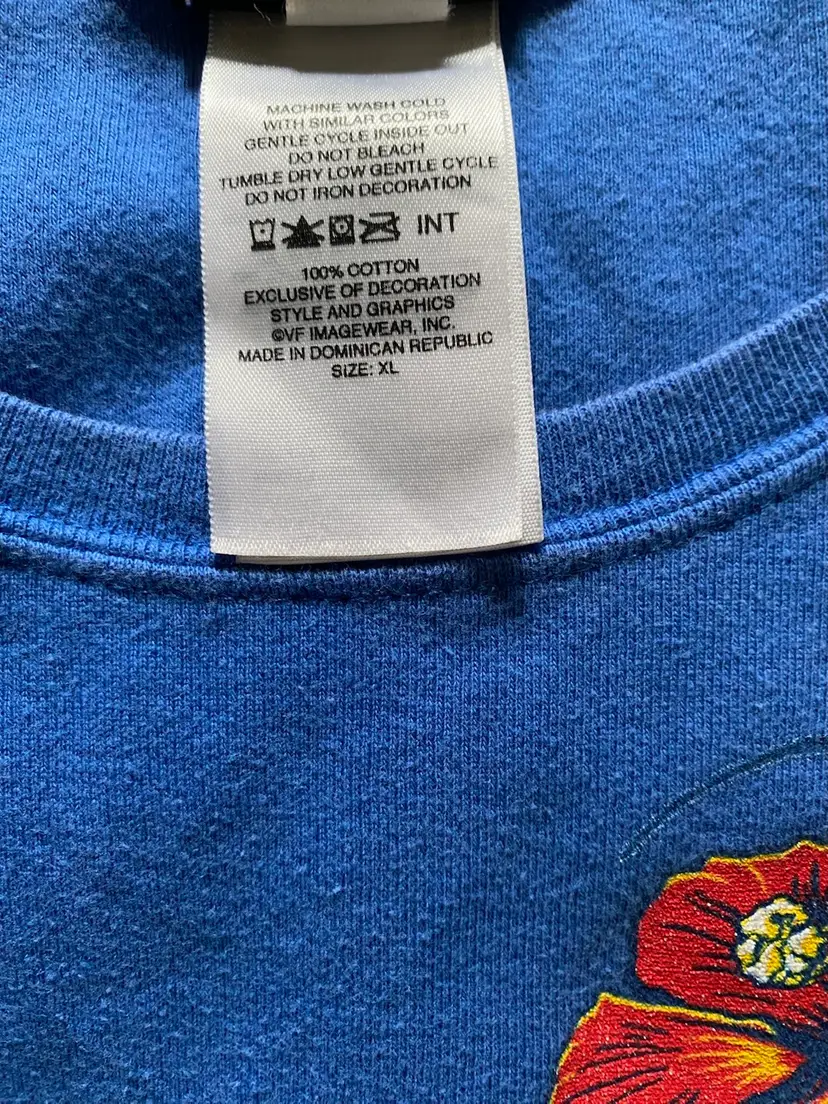 MACHINE WASH COLD
WITH SIMILAR COLORS
GENTLE CYCLE INSIDE OUT
DO NOT BLEACH
TUMBLE DRY LOW GENTLE CYCLE
DO NOT IRON DECORATION
INT
100% COTTON
EXCLUSIVE OF DECORATION
STYLE AND GRAPHICS
©VF IMAGEWEAR, INC.
MADE IN DOMINICAN REPUBLIC
SIZE: XL